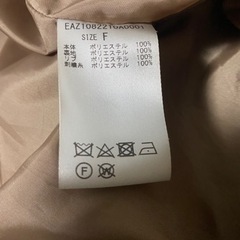 EAZ1082210A0001
SIZE F
本体 ポリエステル 100%
裏地 ポリエステル 100%
リブ ポリエステル 100%
刺繍糸 ポリエステル 100%
F W